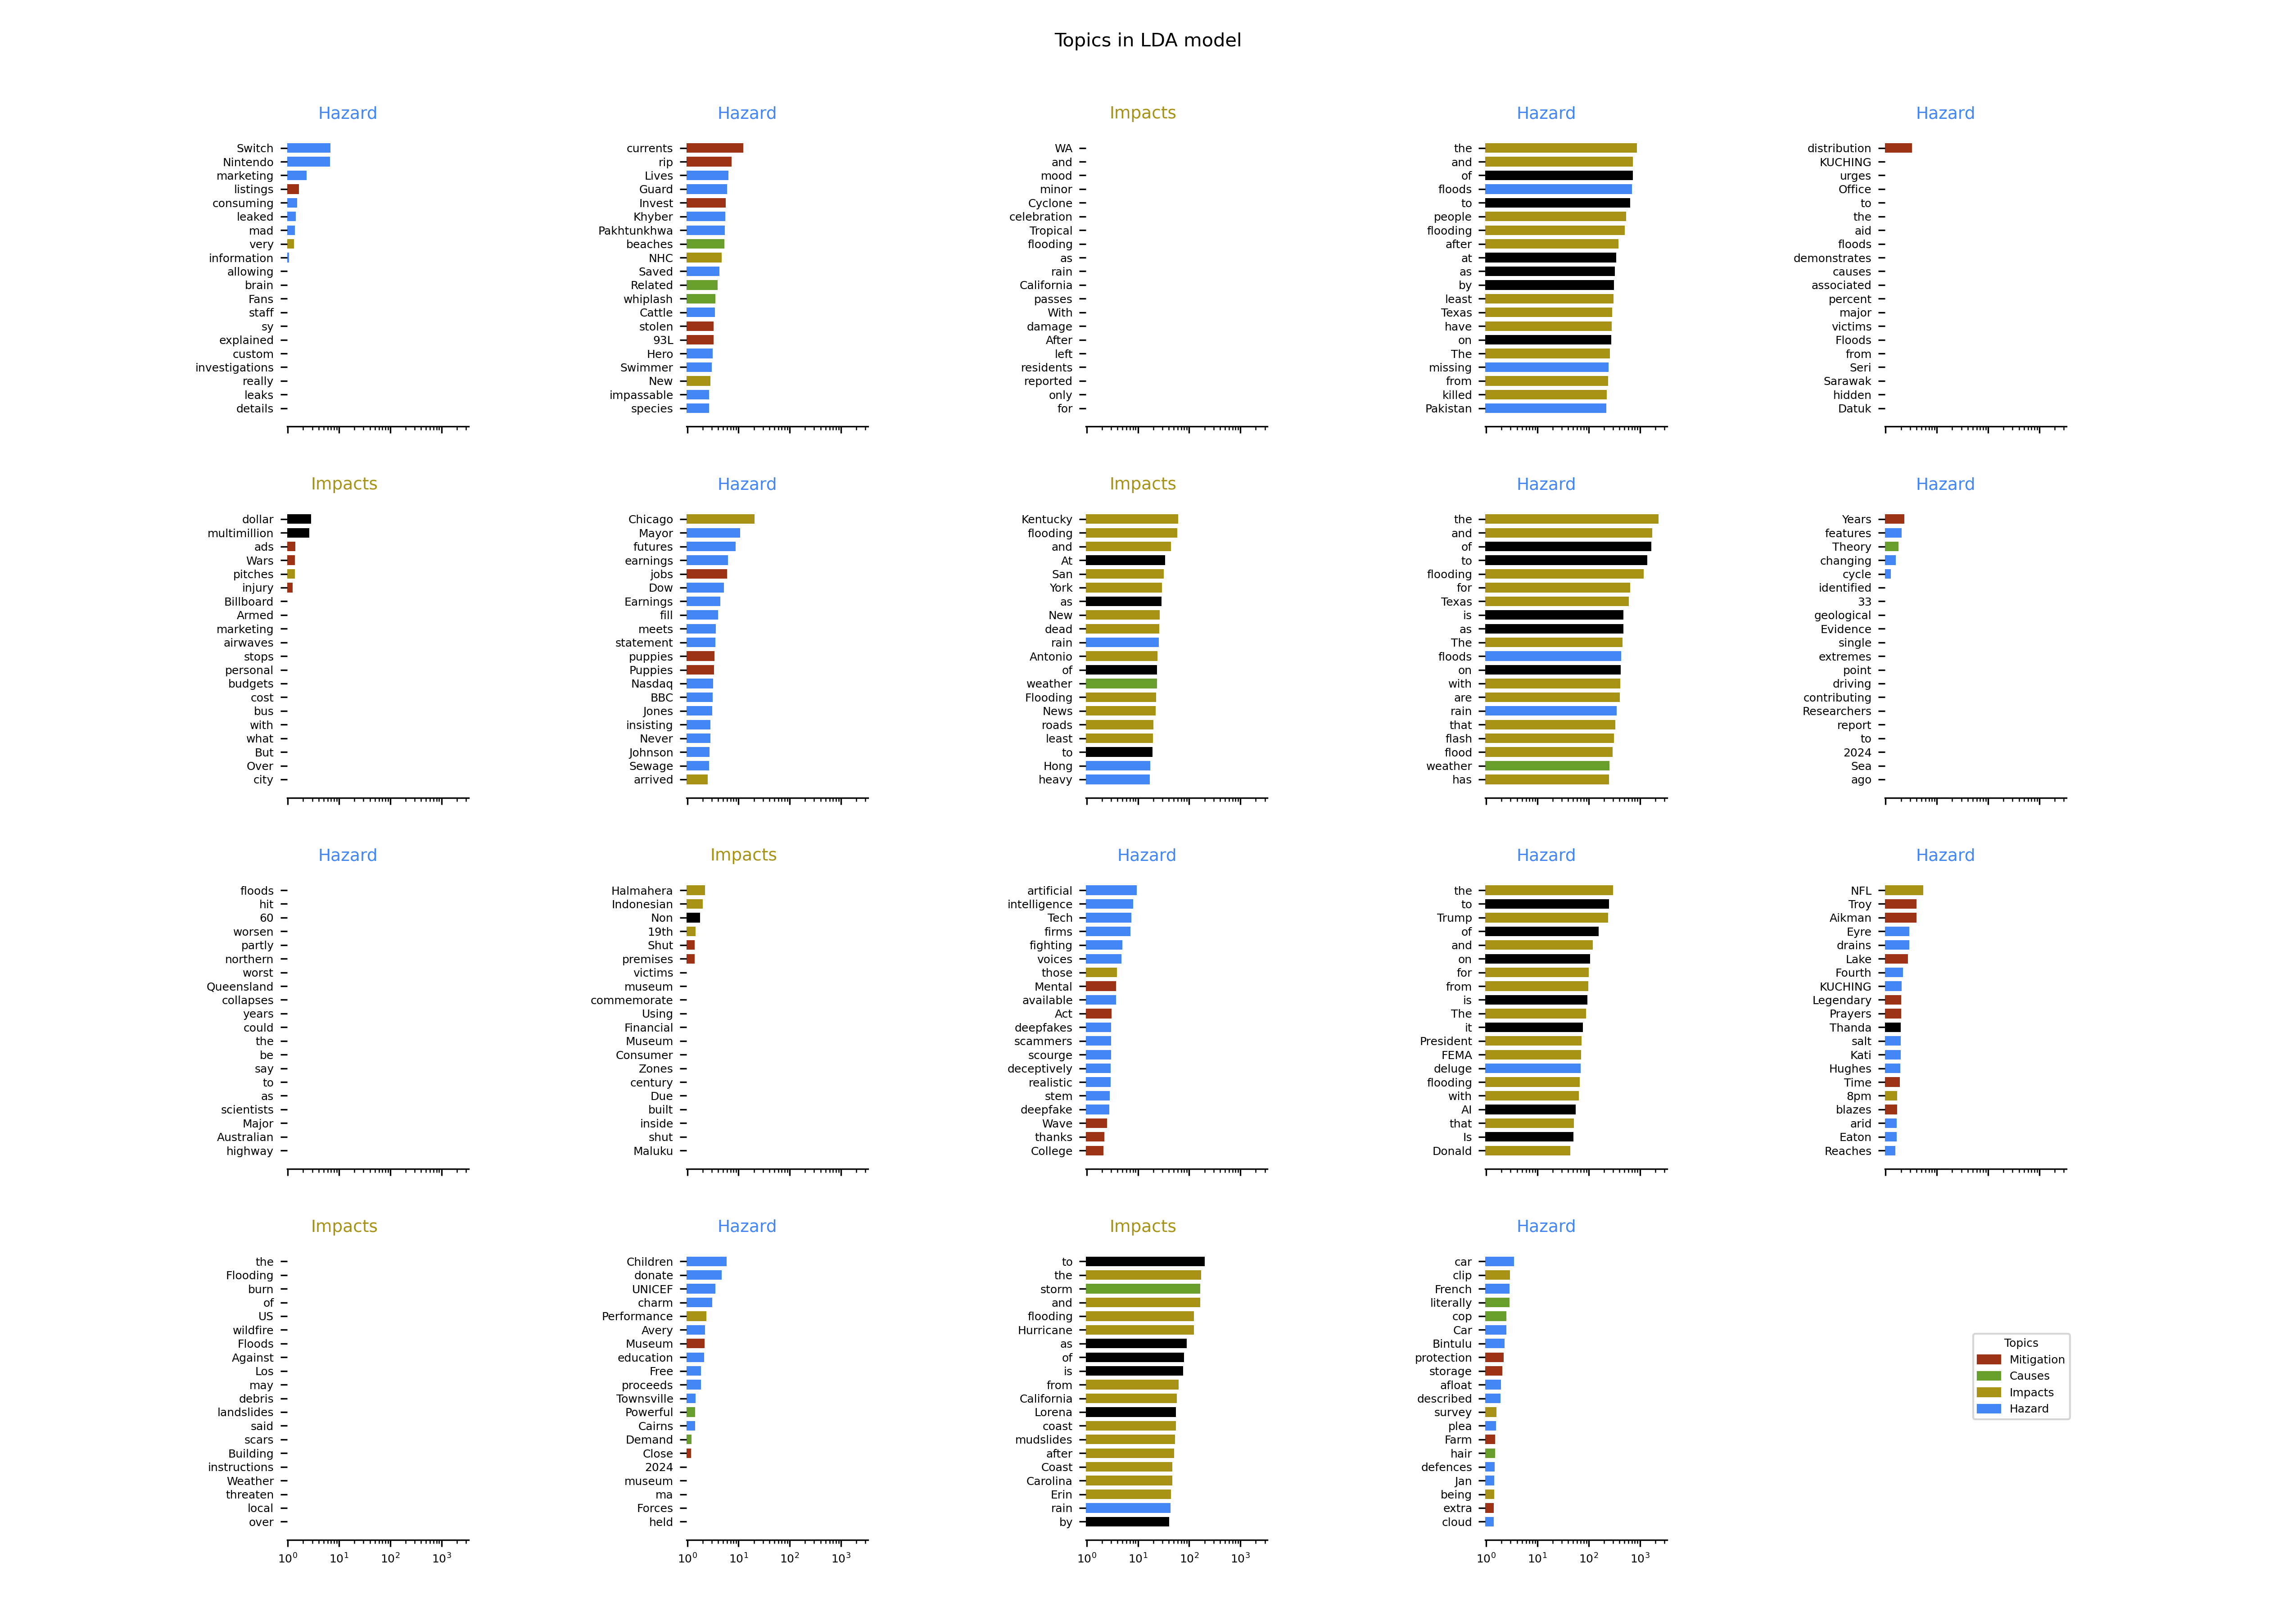 Topics in LDA model
Hazard
Switch
Nintendo
marketing
listings
consuming
leaked
mad
very
information
allowing
brain
Fans
staff
sy
explained
custom
investigations
really
leaks
details
Hazard
currents
rip
Lives
Guard
Invest
Khyber
Pakhtunkhwa
beaches
NHC
Saved
Related
whiplash
Cattle
stolen
93L
Hero
Swimmer
New
impassable
species
Impacts
WA
and
mood
minor
Cyclone
celebration
Tropical
flooding
as
rain
California
passes
With
damage
After
left
residents
reported
only
for
Hazard
the
and
of
floods
to
people
flooding
after
at
as
by
least
Texas
have
on
The
missing
from
killed
Pakistan
Hazard
distribution
KUCHING
urges
Office
to
the
aid
floods
demonstrates
causes
associated
percent
major
victims
Floods
from
Seri
Sarawak
hidden
Datuk
Impacts
dollar
multimillion
ads
Wars
pitches
injury
Billboard
Armed
marketing
airwaves
stops
personal
budgets
cost
bus
with
what
But
Over
city
Hazard
Chicago
Mayor
futures
earnings
jobs
Dow
Earnings
fill
meets
statement
puppies
Puppies
Nasdaq
BBC
Jones
insisting
Never
Johnson
Sewage
arrived
Impacts
Kentucky
flooding
and
At
San
York
as
New
dead
rain
Antonio
of
weather
Flooding
News
roads
least
to
Hong
heavy
Hazard
the
and
of
to
flooding
for
Texas
is
as
The
floods
on
with
are
rain
that
flash
flood
weather
has
Hazard
Years
features
Theory
changing
cycle
identified
33
geological
Evidence
single
extremes
point
driving
contributing
Researchers
report
to
2024
Sea
ago
Hazard
floods
hit
60
worsen
partly
northern
worst
Queensland
collapses
years
could
the
be
say
to
as
scientists
Major
Australian
highway
Impacts
Halmahera
Indonesian
Non
19th
Shut
premises
victims
museum
commemorate
Using
Financial
Museum
Consumer
Zones
century
Due
built
inside
shut
Maluku
Hazard
artificial
intelligence
Tech
firms
fighting
voices
those
Mental
available
Act
deepfakes
scammers
scourge
deceptively
realistic
stem
deepfake
Wave
thanks
College
Hazard
the
to
Trump
of
and
on
for
from
is
The
it
President
FEMA
deluge
flooding
with
AI
that
Is
Donald
Hazard
NFL
Troy
Aikman
Eyre
drains
Lake
Fourth
KUCHING
Legendary
Prayers
Thanda
salt
Kati
Hughes
Time
8pm
blazes
arid
Eaton
Reaches
Impacts
the
Flooding
burn
of
US
wildfire
Floods
Against
Los
may
debris
landslides
said
scars
Building
instructions
Weather
threaten
local
over
10⁰ 10¹ 10² 10³
Hazard
Children
donate
UNICEF
charm
Performance
Avery
Museum
education
Free
proceeds
Townsville
Powerful
Cairns
Demand
Close
2024
museum
ma
Forces
held
10⁰ 10¹ 10² 10³
Impacts
to
the
storm
and
flooding
Hurricane
as
of
is
from
California
Lorena
coast
mudslides
after
Coast
Carolina
Erin
rain
by
10⁰ 10¹ 10² 10³
Hazard
car
clip
French
literally
cop
Car
Bintulu
protection
storage
afloat
described
survey
plea
Farm
hair
defences
Jan
being
extra
cloud
10⁰ 10¹ 10² 10³
Topics
Mitigation
Causes
Impacts
Hazard